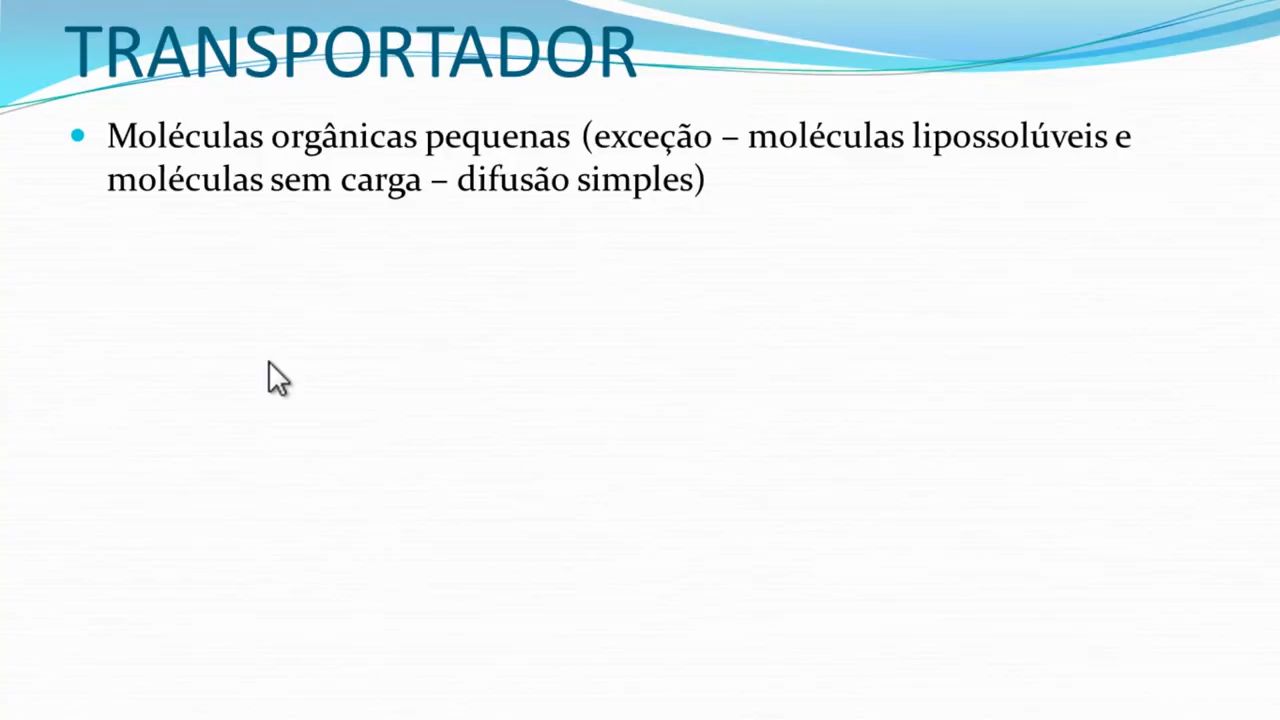 TRANSPORTADOR
Moléculas orgânicas pequenas (exceção – moléculas lipossolúveis e
moléculas sem carga – difusão simples)